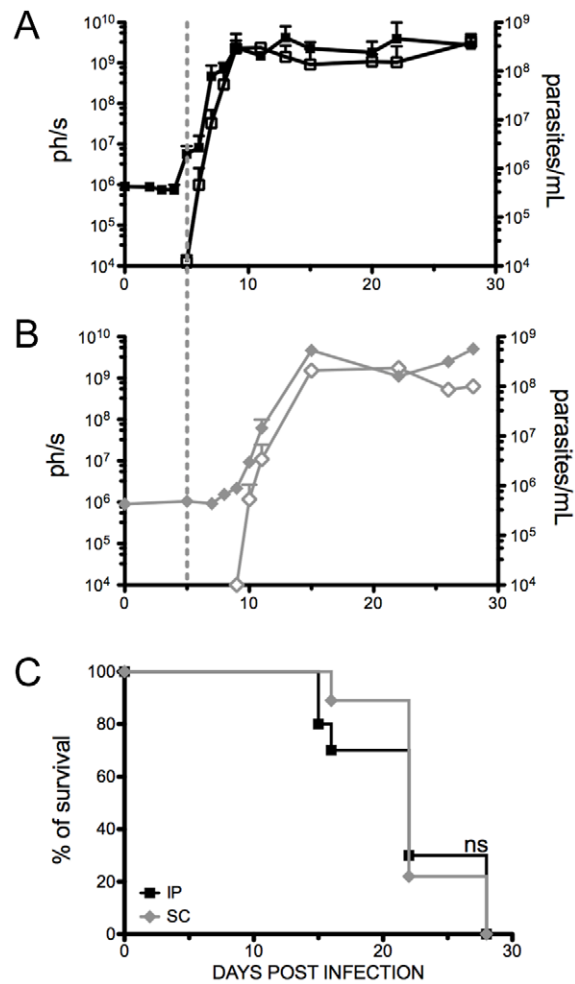 A
10¹⁰
10⁹
10⁸
10⁷
10⁶
10⁵
10⁴
ph/s
10⁹
10⁸
10⁷
10⁶
10⁵
10⁴
parasites/mL
0 10 20 30
B
10¹⁰
10⁹
10⁸
10⁷
10⁶
10⁵
10⁴
ph/s
10⁹
10⁸
10⁷
10⁶
10⁵
10⁴
parasites/mL
0 10 20 30
C
100
80
60
40
20
0
% of survival
ns
IP
SC
0 10 20 30
DAYS POST INFECTION